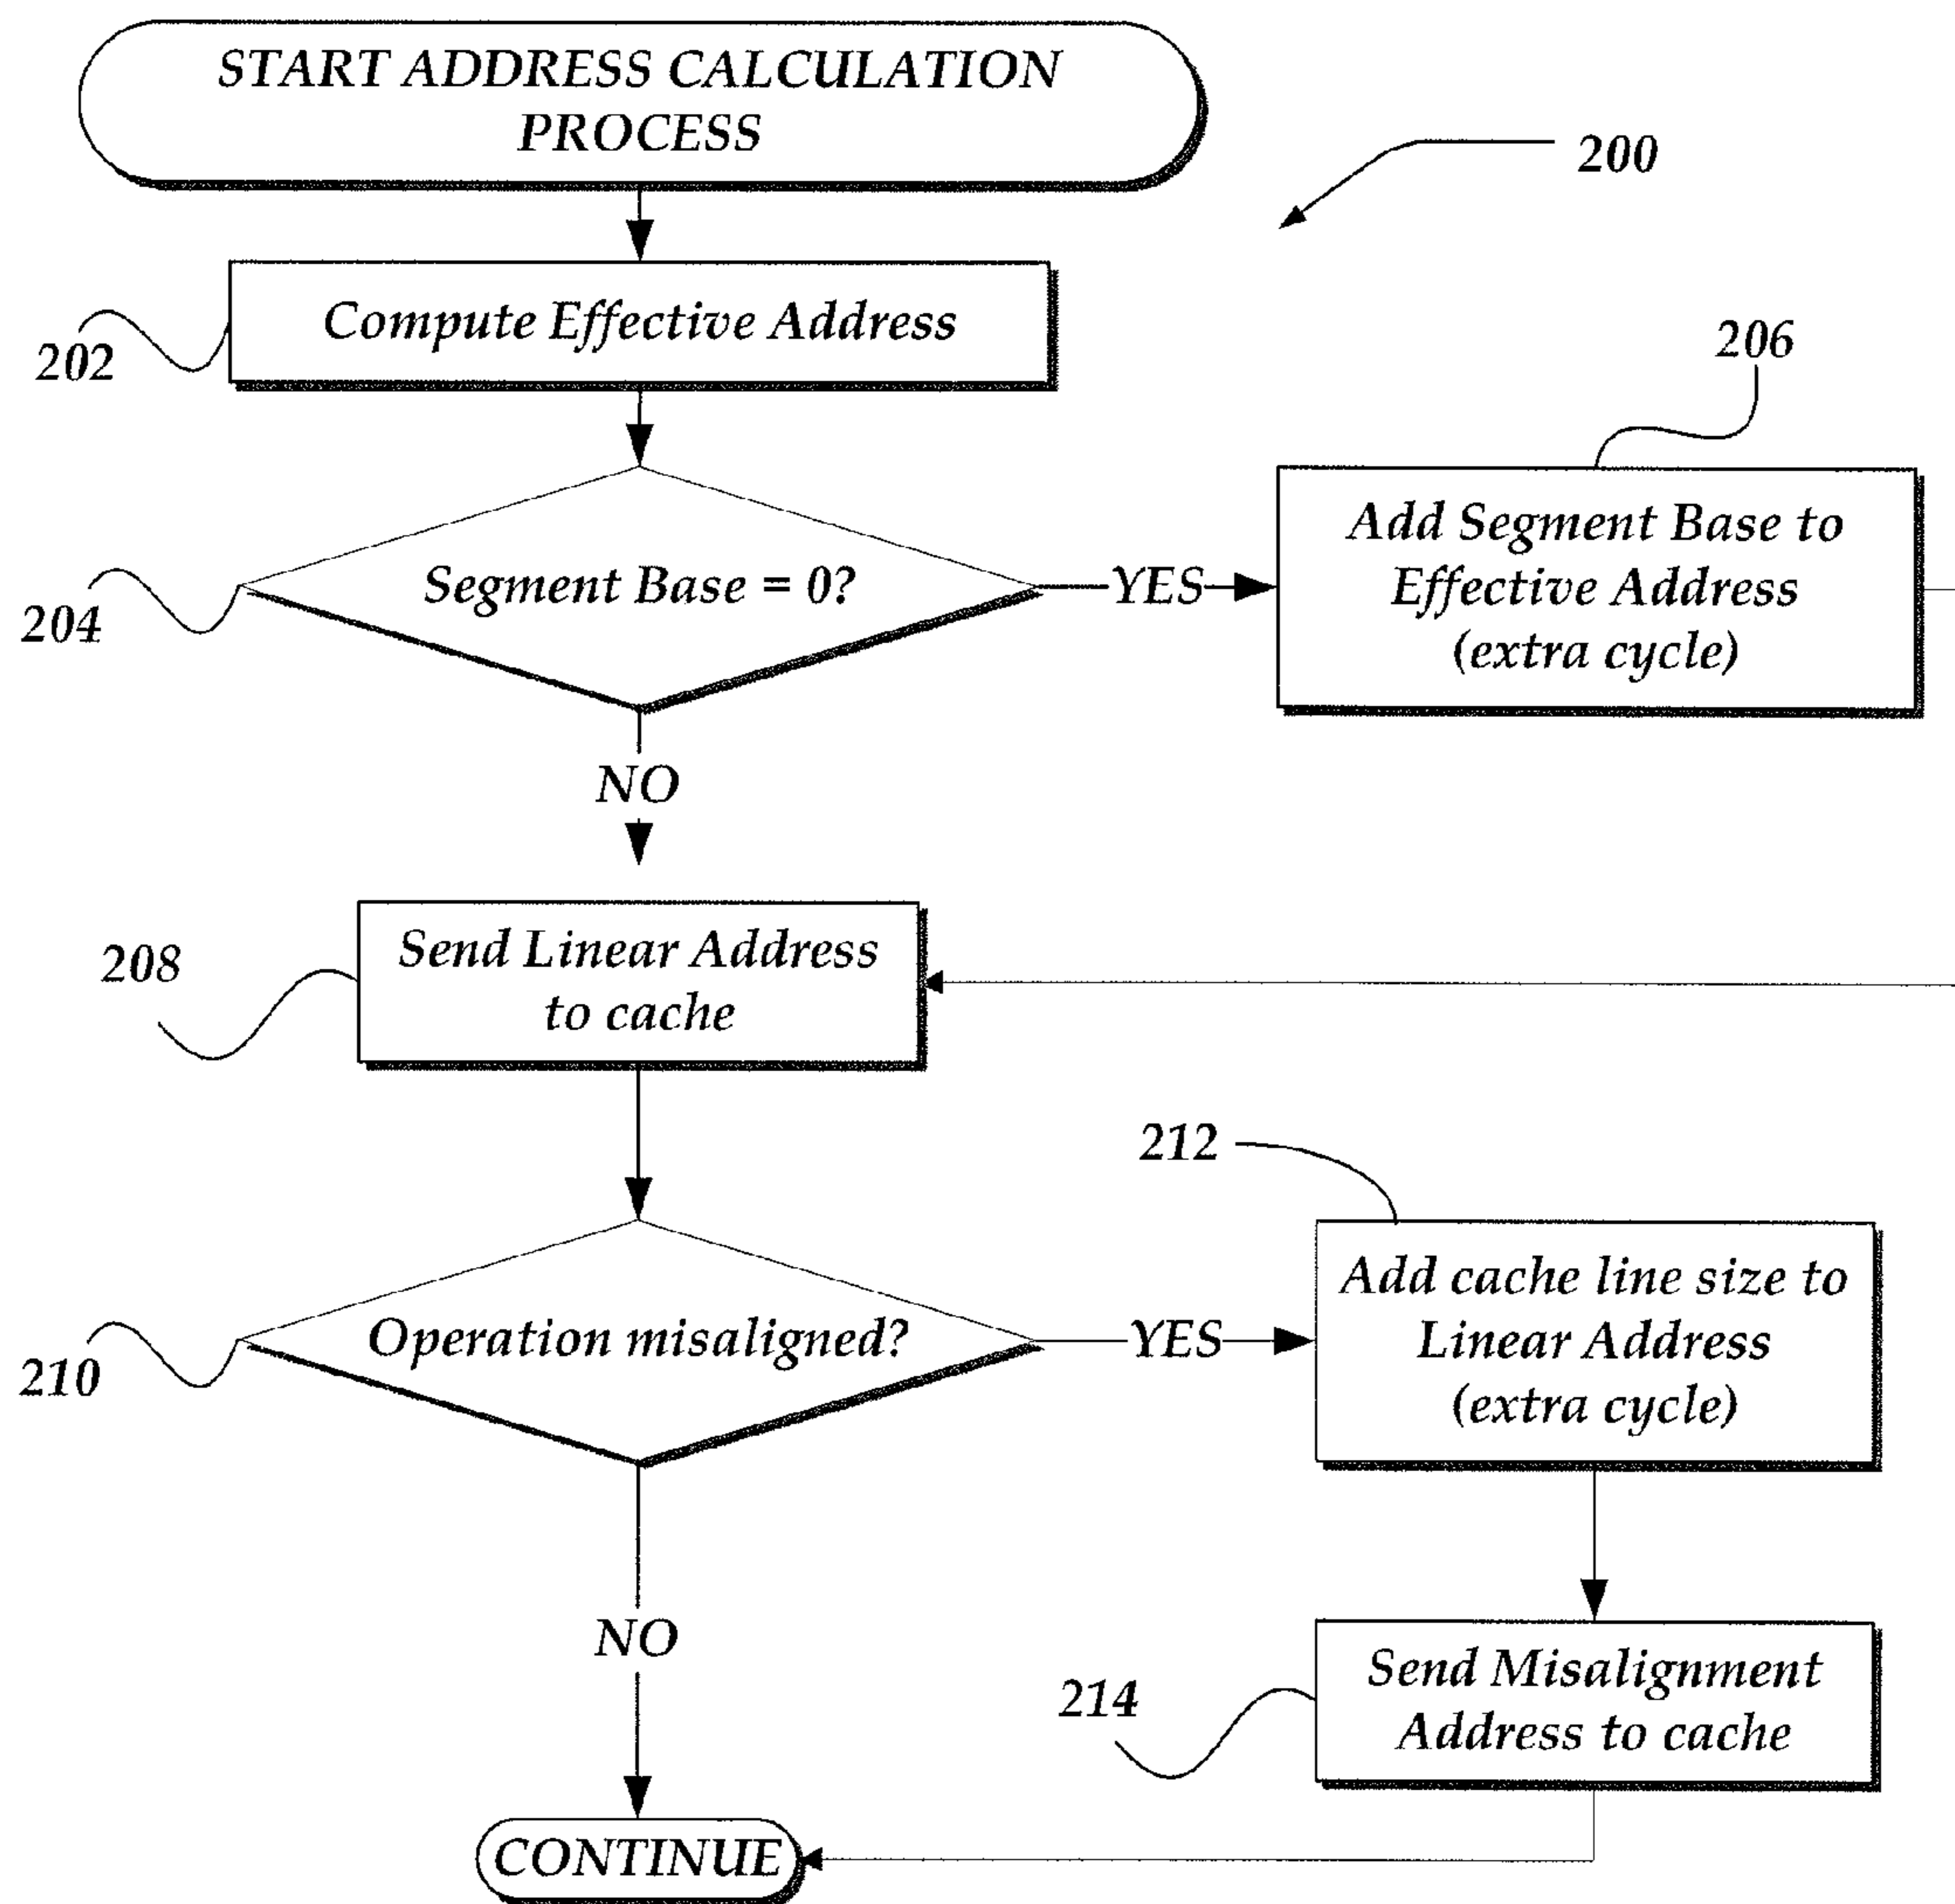 START ADDRESS CALCULATION
PROCESS
200
Compute Effective Address
202
206
Segment Base = 0?
204
YES
Add Segment Base to
Effective Address
(extra cycle)
NO
208
Send Linear Address
to cache
212
Operation misaligned?
210
YES
Add cache line size to
Linear Address
(extra cycle)
NO
214
Send Misalignment
Address to cache
CONTINUE